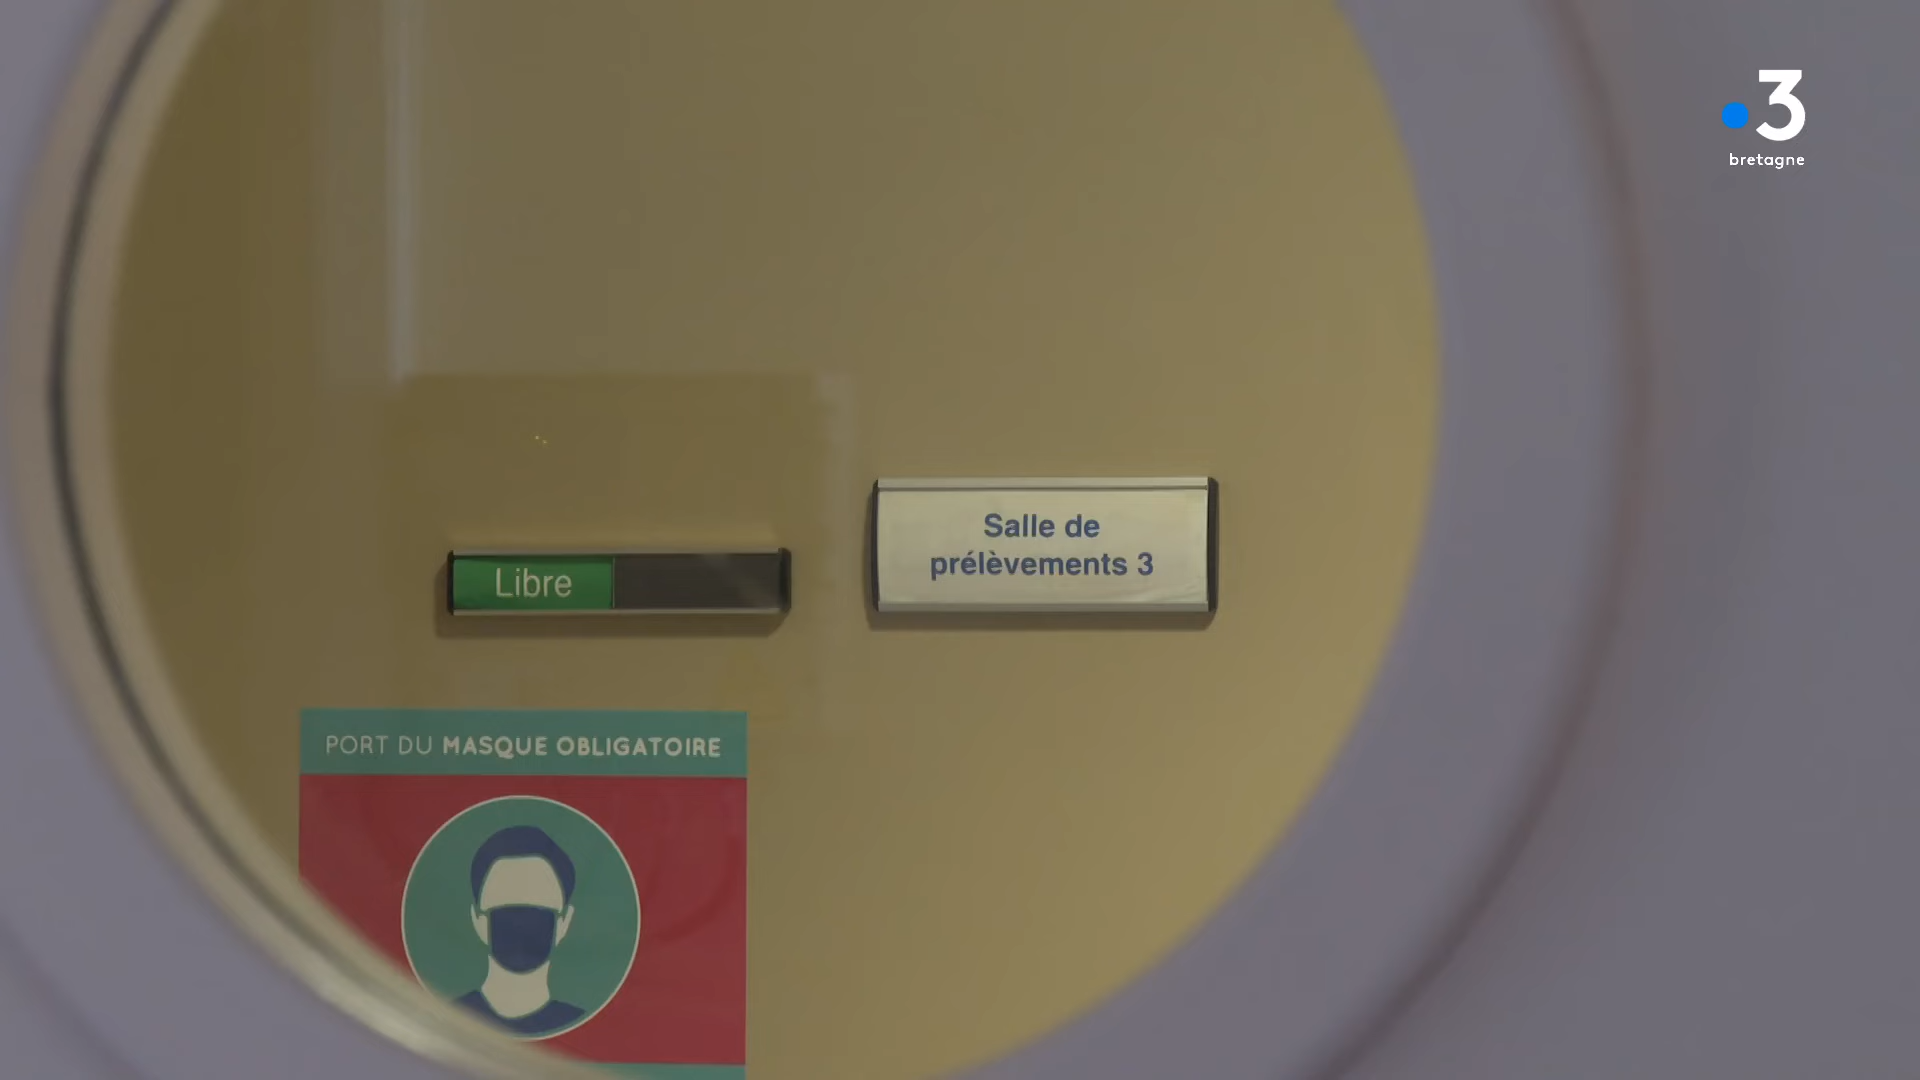 3
bretagne
Salle de
prélèvements 3
Libre
PORT DU MASQUE OBLIGATOIRE